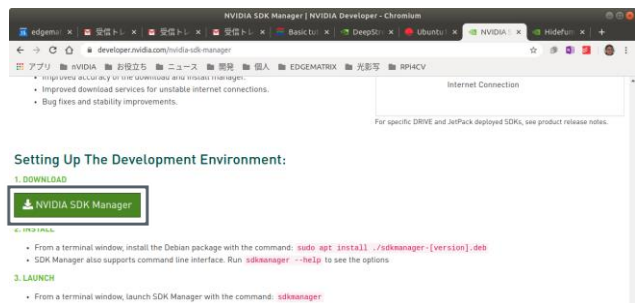 NVIDIA SDK Manager | NVIDIA Developer - Chromium
edgemat
受信トレ
受信トレ
受信トレ
Basic tut
DeepStre
Ubuntu
NVIDIA S
Hidefum
developer.nvidia.com/nvidia-sdk-manager
アプリ nVIDIA お役立ち ニュース 開発 個人 EDGEMATRIX 光影写 RPi4CV
• Improved accuracy of the download and install manager.
• Improved download services for unstable internet connections.
• Bug fixes and stability improvements.
Internet Connection
For specific DRIVE and JetPack deployed SDKs, see product release notes.
Setting Up The Development Environment:
1. DOWNLOAD
NVIDIA SDK Manager
2. INSTALL
• From a terminal window, install the Debian package with the command: sudo apt install ./sdkmanager-[version].deb
• SDK Manager also supports command line interface. Run sdkmanager --help to see the options
3. LAUNCH
• From a terminal window, launch SDK Manager with the command: sdkmanager